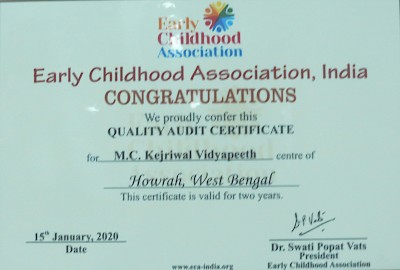 Early
Childhood
Association
Early Childhood Association, India
CONGRATULATIONS
We proudly confer this
QUALITY AUDIT CERTIFICATE
for M.C. Kejriwal Vidyapeeth centre of
Howrah, West Bengal
This certificate is valid for two years.
15th January, 2020
Date
Dr. Swati Popat Vats
President
Early Childhood Association
www.eca-india.org